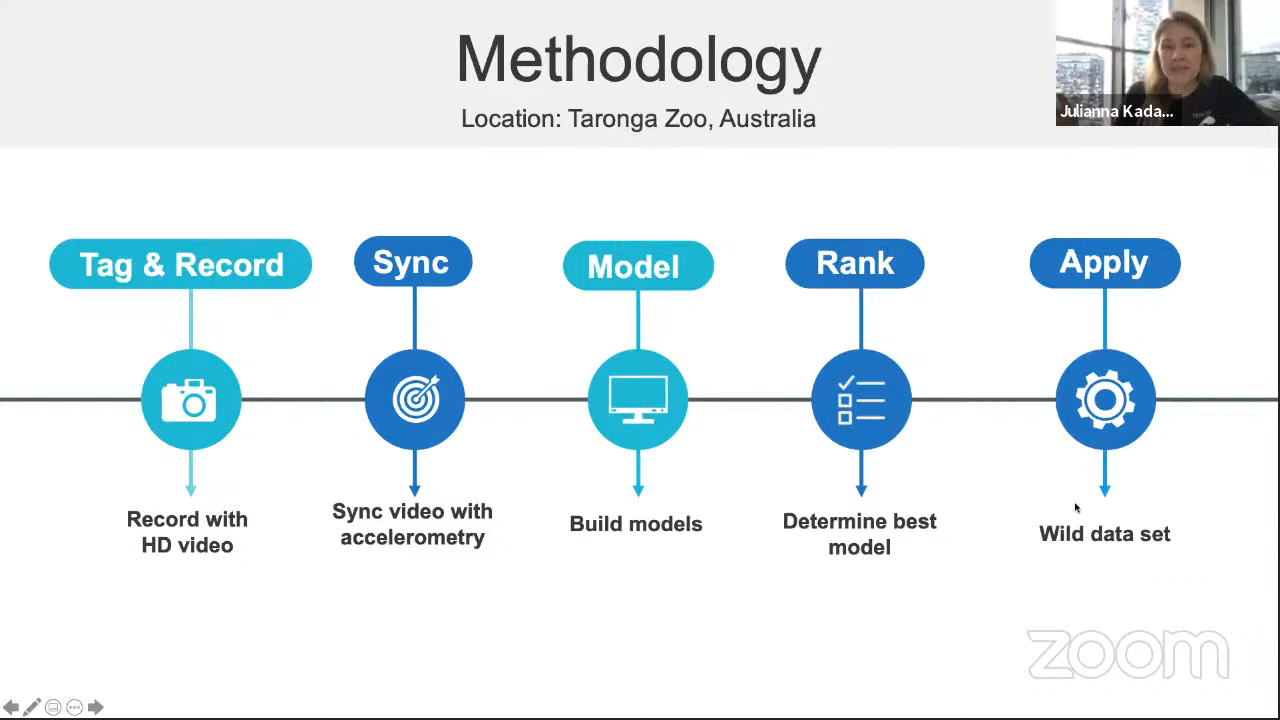 Methodology
Location: Taronga Zoo, Australia
Julianna Kada...
Tag & Record
Sync
Model
Rank
Apply
Record with
HD video
Sync video with
accelerometry
Build models
Determine best
model
Wild data set
zoom